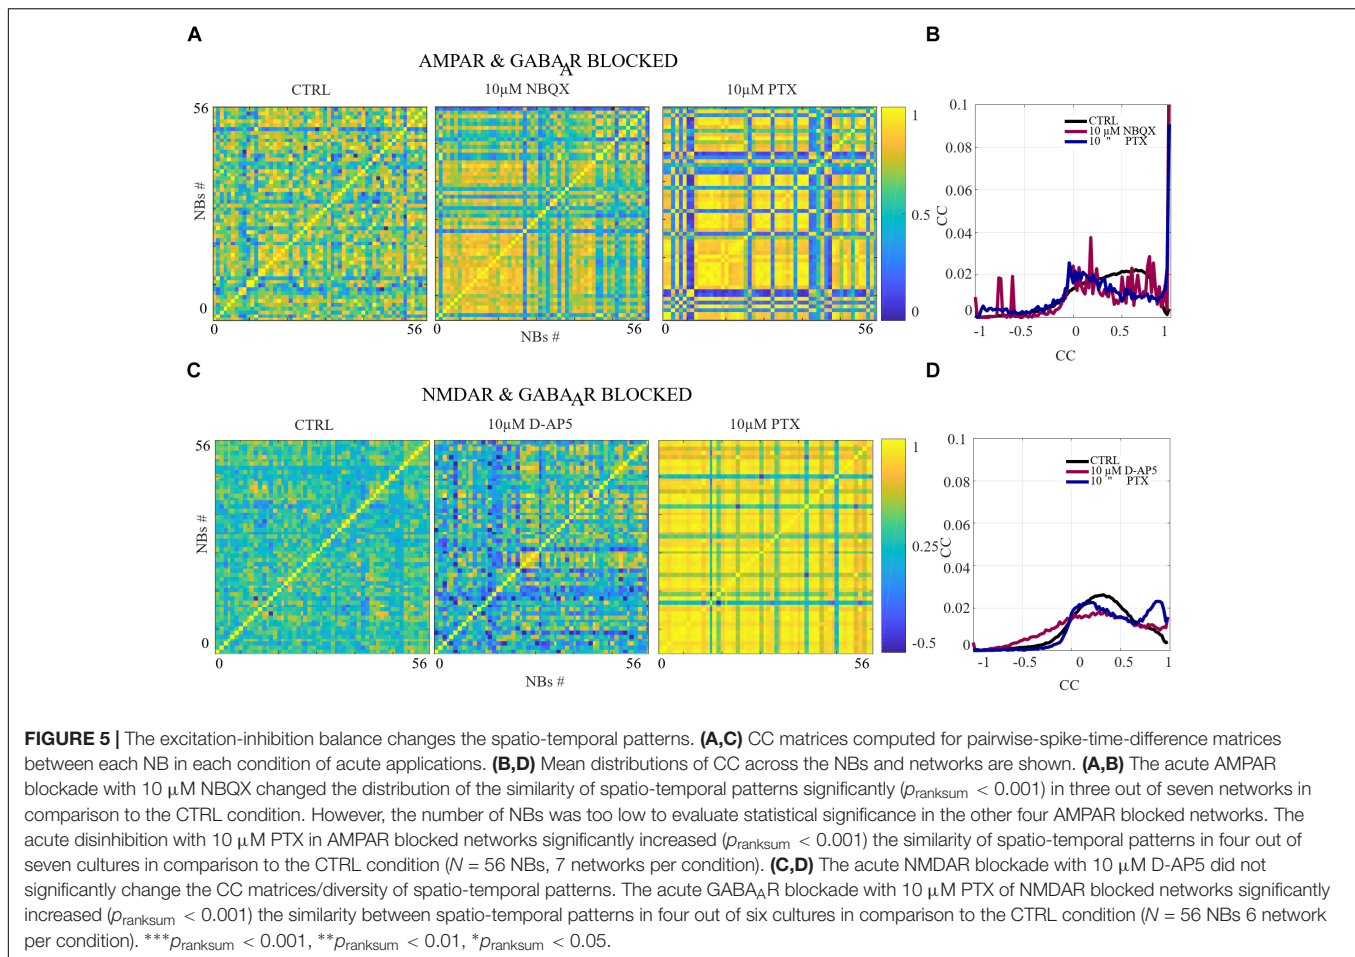 A
B
AMPAR & GABAAR BLOCKED
CTRL
10µM NBQX
10µM PTX
56
NBs #
0
0
56
NBs #
56
1
0.5
0
0.1
0.08
0.06
CC
0.04
0.02
0
-1
-0.5
0
0.5
1
CC
CTRL
10 µM NBQX
10 " PTX
C
D
NMDAR & GABAAR BLOCKED
CTRL
10µM D-AP5
10µM PTX
56
NBs #
0
0
56
0
56
0
56
NBs #
1
0.25
-0.5
0.1
0.08
0.06
CC
0.04
0.02
0
-1
-0.5
0
0.5
1
CC
CTRL
10 µM D-AP5
10 " PTX
FIGURE 5 | The excitation-inhibition balance changes the spatio-temporal patterns. (A,C) CC matrices computed for pairwise-spike-time-difference matrices
between each NB in each condition of acute applications. (B,D) Mean distributions of CC across the NBs and networks are shown. (A,B) The acute AMPAR
blockade with 10 µM NBQX changed the distribution of the similarity of spatio-temporal patterns significantly (pranksum < 0.001) in three out of seven networks in
comparison to the CTRL condition. However, the number of NBs was too low to evaluate statistical significance in the other four AMPAR blocked networks. The
acute disinhibition with 10 µM PTX in AMPAR blocked networks significantly increased (pranksum < 0.001) the similarity of spatio-temporal patterns in four out of
seven cultures in comparison to the CTRL condition (N = 56 NBs, 7 networks per condition). (C,D) The acute NMDAR blockade with 10 µM D-AP5 did not
significantly change the CC matrices/diversity of spatio-temporal patterns. The acute GABAAR blockade with 10 µM PTX of NMDAR blocked networks significantly
increased (pranksum < 0.001) the similarity between spatio-temporal patterns in four out of six cultures in comparison to the CTRL condition (N = 56 NBs 6 network
per condition). ***pranksum < 0.001, **pranksum < 0.01, *pranksum < 0.05.